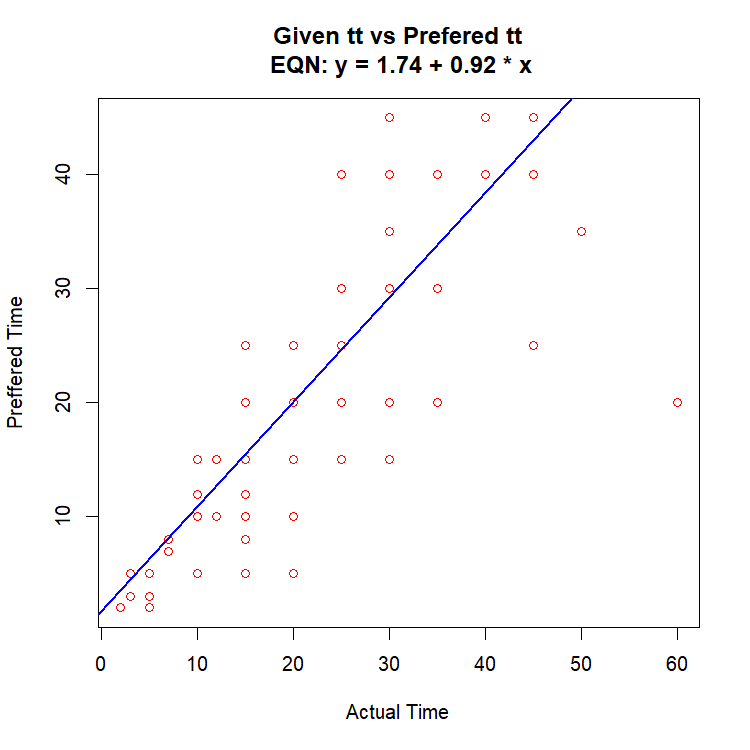 Given tt vs Prefered tt
EQN: y = 1.74 + 0.92 * x
40
30
20
10
Preffered Time
0 10 20 30 40 50 60
Actual Time